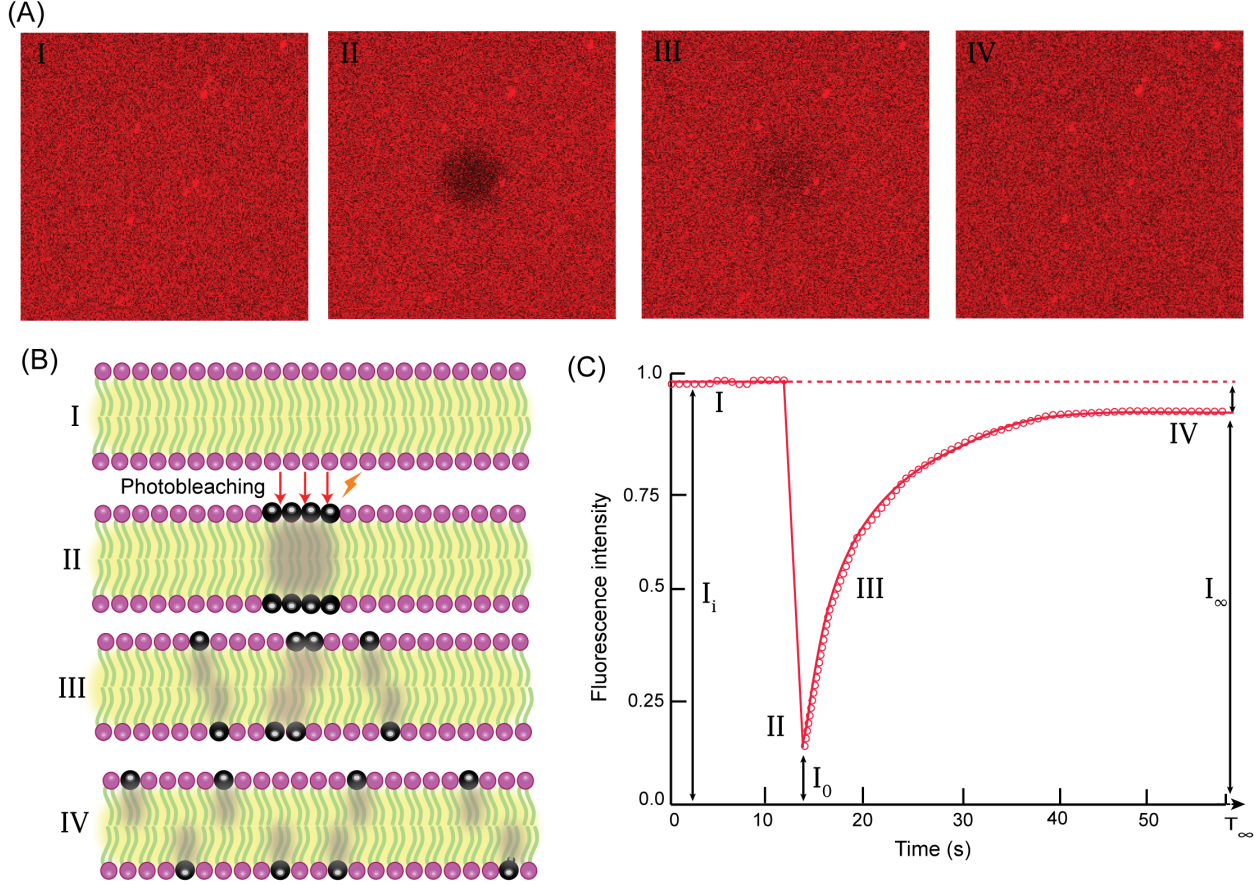 (A)
I
II
III
IV
(B)
I
Photobleaching
II
III
IV
(C)
Fluorescence intensity
1.0
0.75
0.5
0.25
0.0
I
II
III
IV
Iᵢ
I₀
I∞
0
10
20
30
40
50
T∞
Time (s)